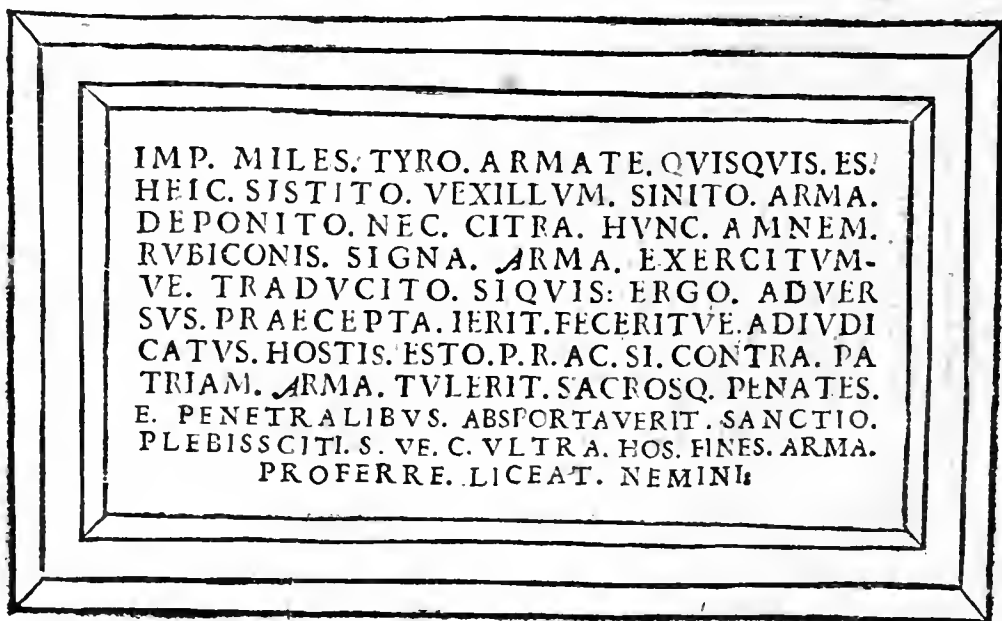 IMP. MILES. TYRO. ARMATE. QVISQVIS. ES.
HEIC. SISTITO. VEXILLVM. SINITO. ARMA.
DEPONITO. NEC. CITRA. HVNC. AMNEM.
RVBICONIS. SIGNA. ARMA. EXERCITVM-
VE. TRADVCITO. SIQVIS: ERGO. ADVER
SVS. PRAECEPTA. IERIT. FECERITVE. ADIVDI
CATVS. HOSTIS. ESTO. P. R. AC. SI. CONTRA. PA
TRIAM. ARMA. TVLERIT. SACROSQ. PENATES.
E. PENETRALIBVS. ABSPORTAVERIT. SANCTIO.
PLEBISSCITI. S. VE. C. VLTRA. HOS. FINES. ARMA.
PROFERRE. LICEAT. NEMINI: